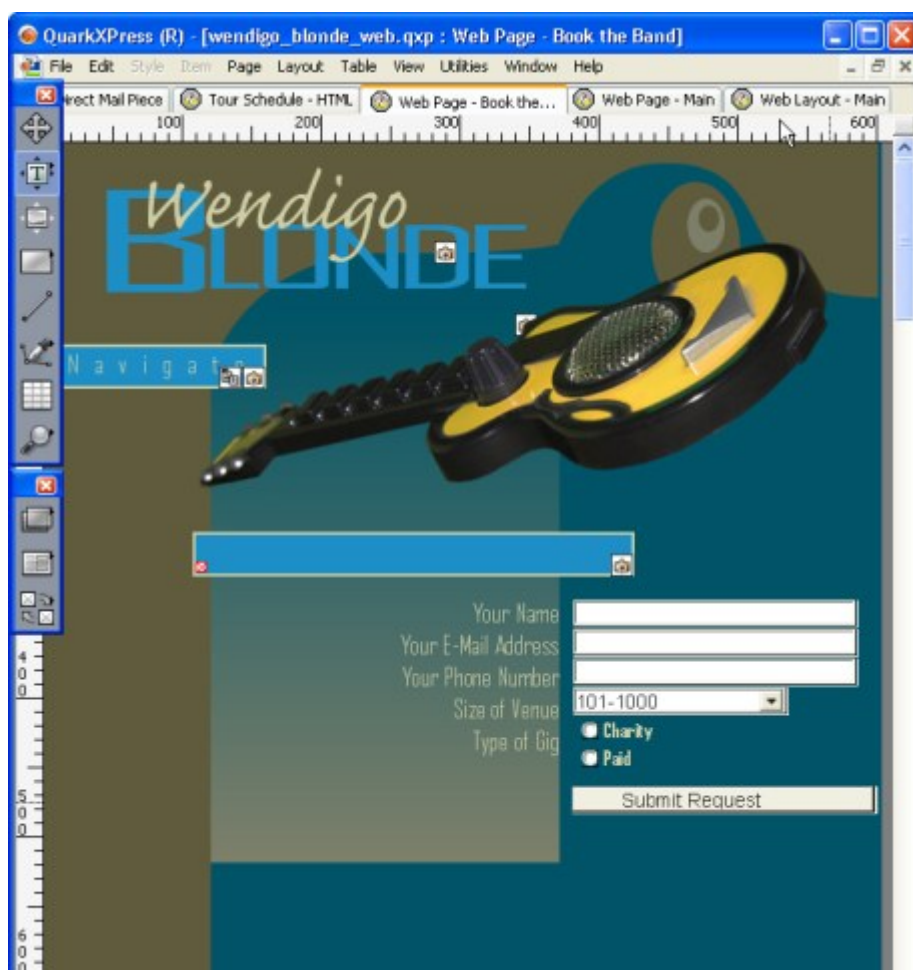 QuarkXPress (R) - [wendigo_blonde_web.qxp : Web Page - Book the Band]
File Edit Style Item Page Layout Table View Utilities Window Help
irect Mail Piece Tour Schedule - HTML Web Page - Book the... Web Page - Main Web Layout - Main
100 200 300 400 500 600
Wendigo
BLONDE
Navigate
Your Name
Your E-Mail Address
Your Phone Number
Size of Venue 101-1000
Type of Gig Charity
Paid
Submit Request
400
500
600